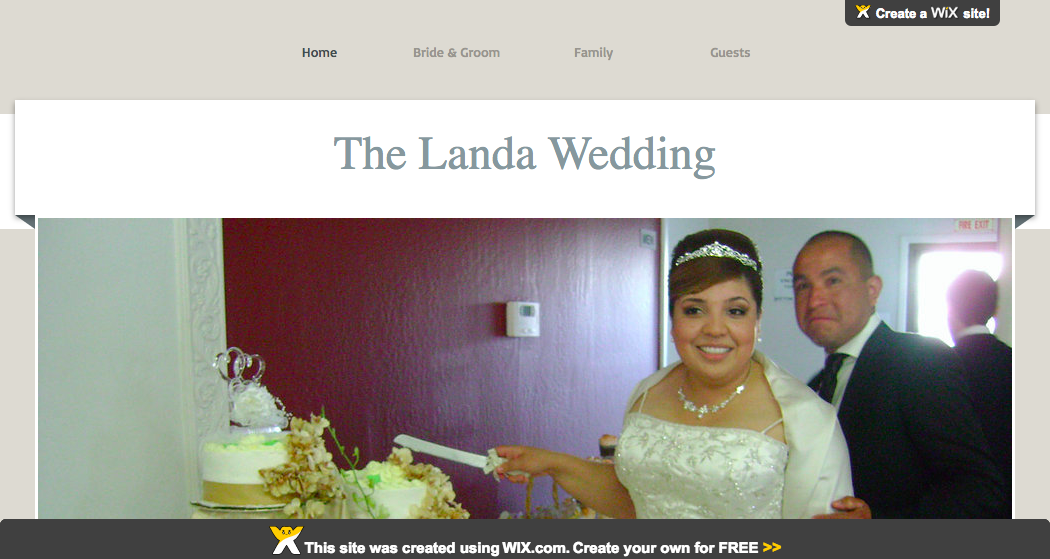 Create a WiX site!
Home Bride & Groom Family Guests
The Landa Wedding
FIRE EXIT
This site was created using WIX.com. Create your own for FREE >>